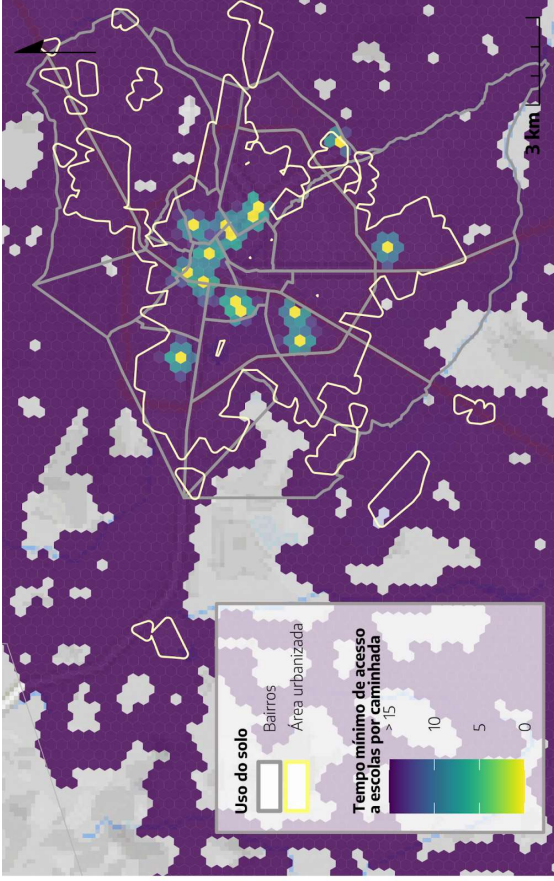 Uso do solo
Bairros
Área urbanizada
Tempo mínimo de acesso
a escolas por caminhada
>15
10
5
0
3 km